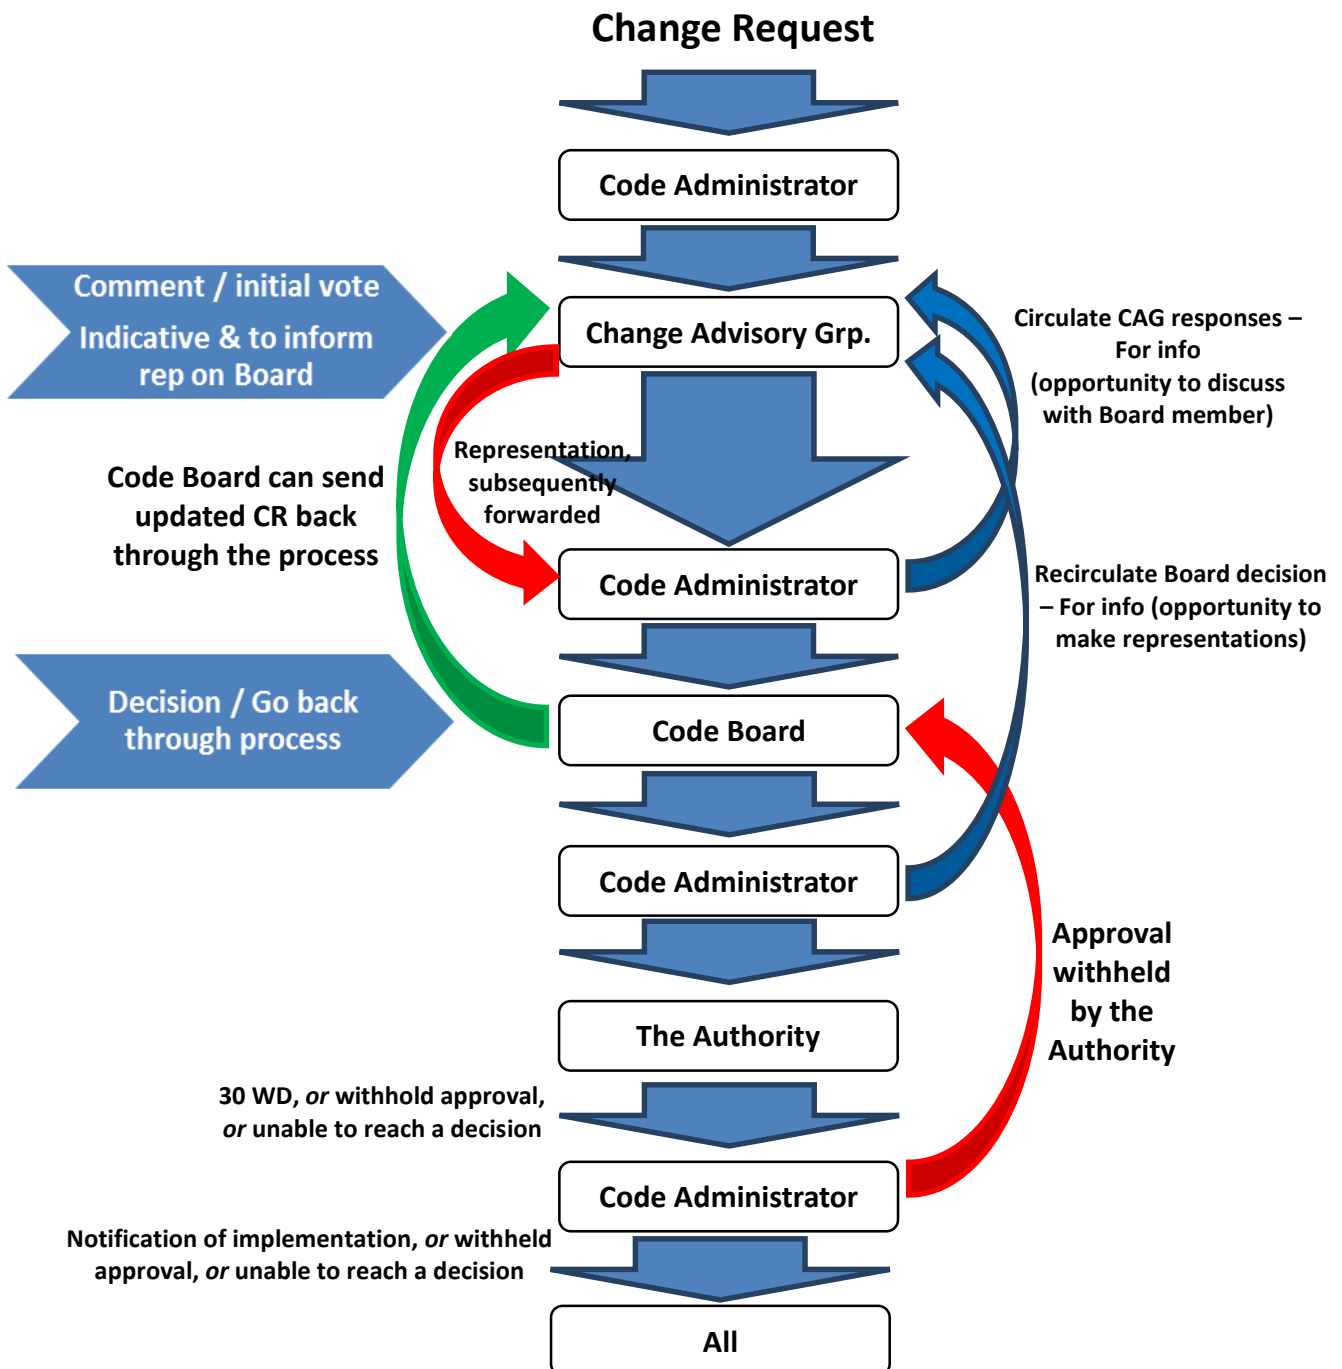 Change Request
Code Administrator
Comment / initial vote
Indicative & to inform
rep on Board
Change Advisory Grp.
Circulate CAG responses –
For info
(opportunity to discuss
with Board member)
Representation,
subsequently
forwarded
Code Board can send
updated CR back
through the process
Code Administrator
Recirculate Board decision
– For info (opportunity to
make representations)
Decision / Go back
through process
Code Board
Code Administrator
Approval
withheld
by the
Authority
The Authority
30 WD, or withhold approval,
or unable to reach a decision
Code Administrator
Notification of implementation, or withheld
approval, or unable to reach a decision
All